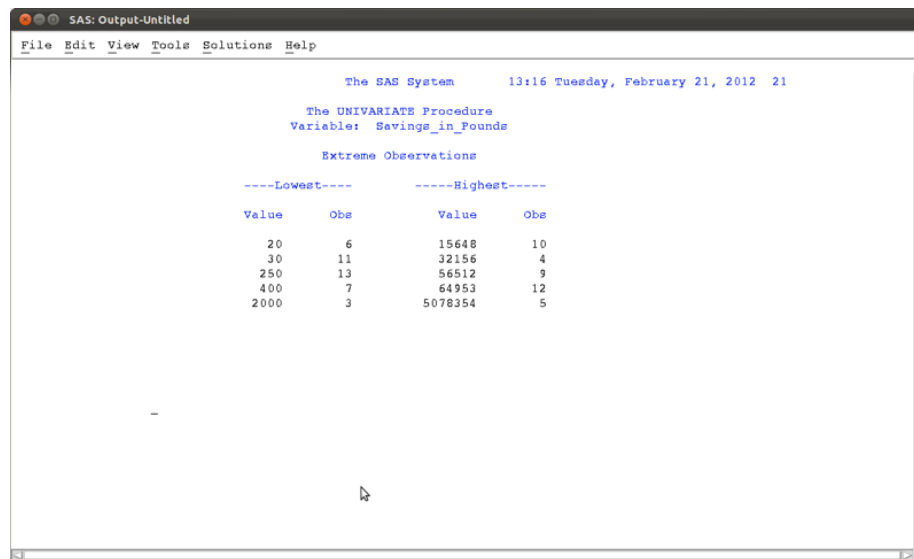 SAS: Output-Untitled
File Edit View Tools Solutions Help
The SAS System 13:16 Tuesday, February 21, 2012 21
The UNIVARIATE Procedure
Variable: Savings_in_Pounds
Extreme Observations
----Lowest---- -----Highest-----
Value Obs Value Obs
20 6 15648 10
30 11 32156 4
250 13 56512 9
400 7 64953 12
2000 3 5078354 5